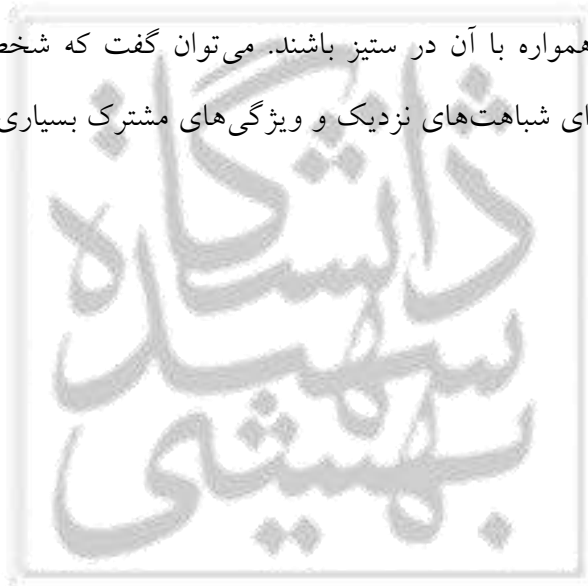 همواره با آن در ستیز باشند. می‌توان گفت که
ای شباهت‌های نزدیک و ویژگی‌های مشترک بسیاری
دانشگاه
شهید
بهشتی